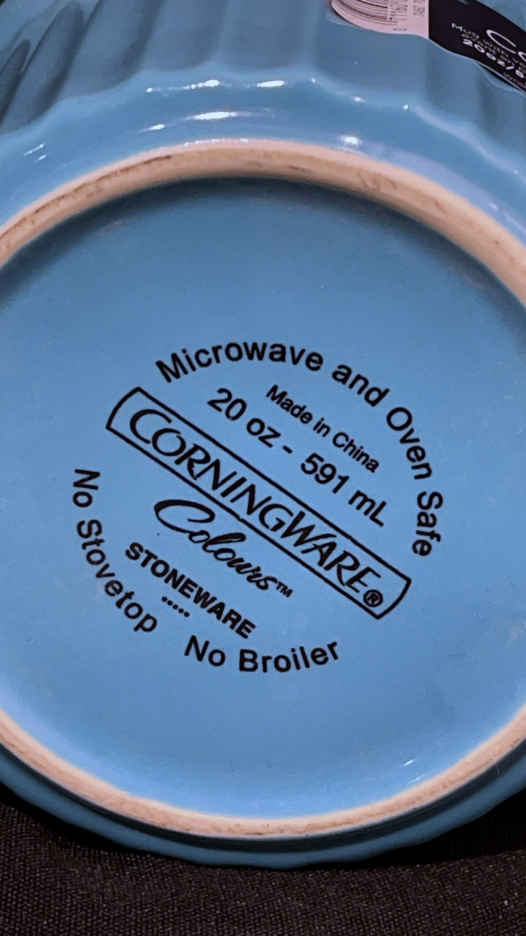 Microwave and Oven Safe
Made in China
20 oz - 591 mL
CORNINGWARE®
Colours™
STONEWARE
•••••
No Stovetop No Broiler